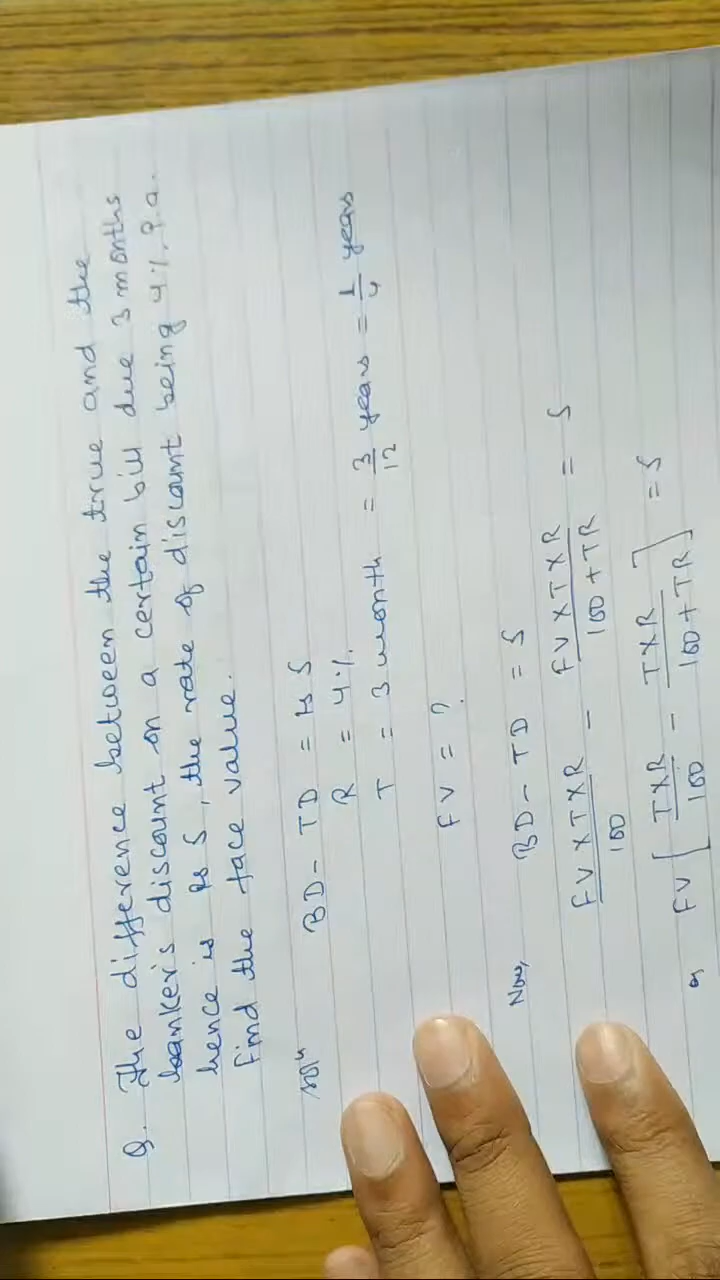 Q. The difference between the true and the
banker's discount on a certain bill due 3 months
hence is Rs 5, the rate of discount being 4% P.a.
Find the face value.
Solⁿ BD - TD = Rs 5
R = 4%
T = 3 month = 3/12 years = 1/4 years
FV = ?
Now, BD - TD = 5
FV X T X R / 100 - FV X T X R / 100 + TR = 5
or FV [ T X R / 100 - T X R / 100 + TR ] = 5